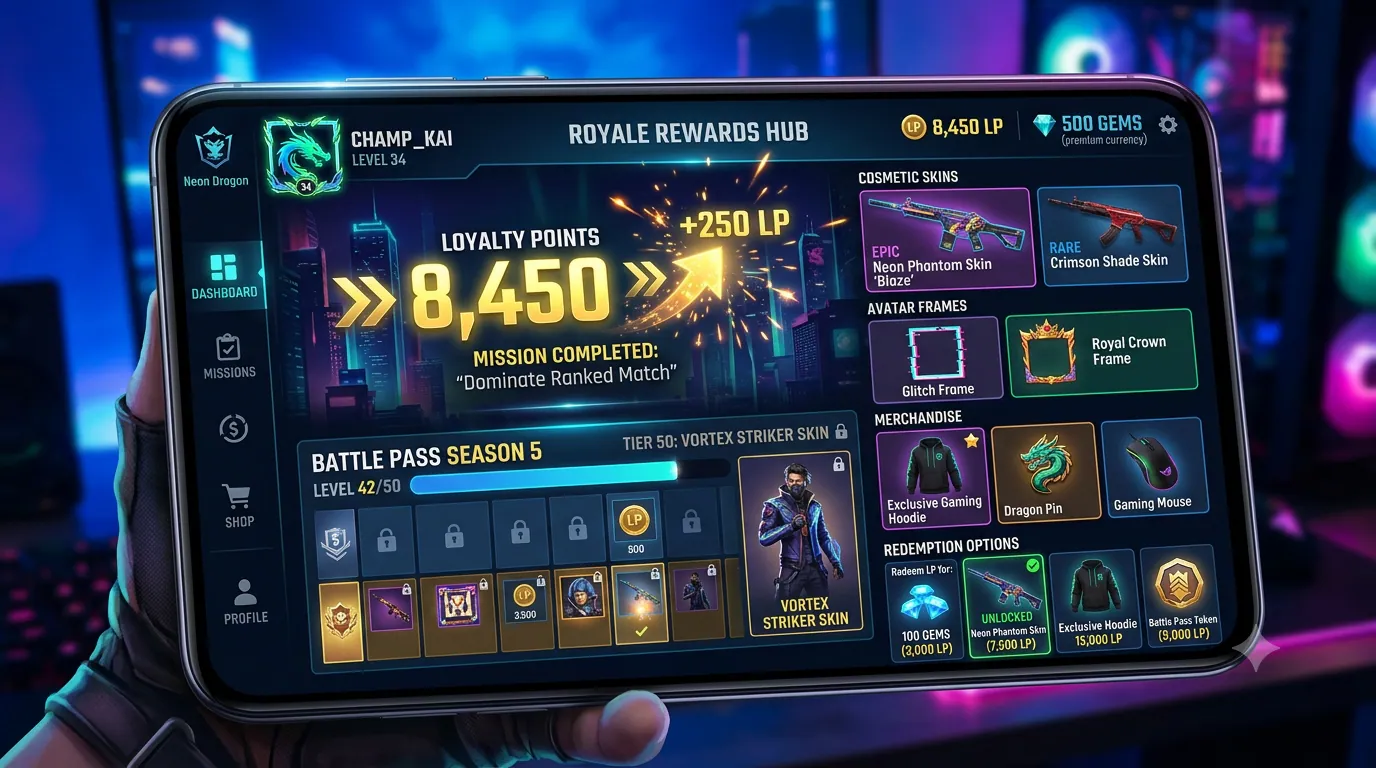 Neon Dragon
34
CHAMP_KAI
LEVEL 34
ROYALE REWARDS HUB
LP
8,450 LP
500 GEMS
(premium currency)
DASHBOARD
MISSIONS
SHOP
PROFILE
LOYALTY POINTS
8,450
+250 LP
MISSION COMPLETED:
"Dominate Ranked Match"
BATTLE PASS SEASON 5
TIER 50: VORTEX STRIKER SKIN
LEVEL 42/50
LP
500
LP
3.500
VORTEX
STRIKER SKIN
COSMETIC SKINS
EPIC
Neon Phantom Skin
'Blaze'
RARE
Crimson Shade Skin
AVATAR FRAMES
Glitch Frame
Royal Crown
Frame
MERCHANDISE
Exclusive Gaming
Hoodie
Dragon Pin
Gaming Mouse
REDEMPTION OPTIONS
Redeem LP for:
100 GEMS
(3,000 LP)
UNLOCKED
Neon Phantom Skin
(7,500 LP)
Exclusive Hoodie
15,000 LP
Battle Pass Token
(9,000 LP)